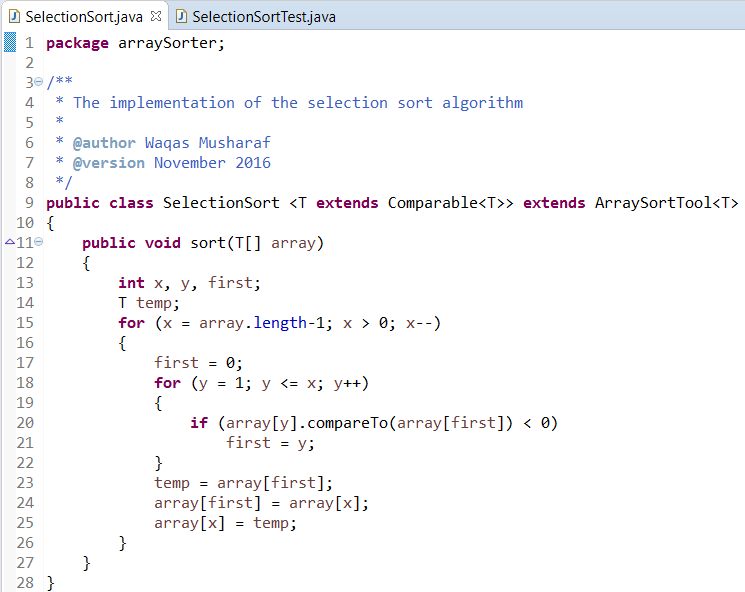 SelectionSort.java SelectionSortTest.java
1 package arraySorter;
2
3 /**
4  * The implementation of the selection sort algorithm
5  *
6  * @author Waqas Musharaf
7  * @version November 2016
8  */
9 public class SelectionSort <T extends Comparable<T>> extends ArraySortTool<T>
10 {
11     public void sort(T[] array)
12     {
13         int x, y, first;
14         T temp;
15         for (x = array.length-1; x > 0; x--)
16         {
17             first = 0;
18             for (y = 1; y <= x; y++)
19             {
20                 if (array[y].compareTo(array[first]) < 0)
21                     first = y;
22             }
23             temp = array[first];
24             array[first] = array[x];
25             array[x] = temp;
26         }
27     }
28 }